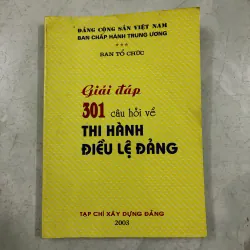 ĐẢNG CỘNG SẢN VIỆT NAM
BAN CHẤP HÀNH TRUNG ƯƠNG
***
BAN TỔ CHỨC
Giải đáp
301 câu hỏi về
THI HÀNH
ĐIỀU LỆ ĐẢNG
TẠP CHÍ XÂY DỰNG ĐẢNG
2003